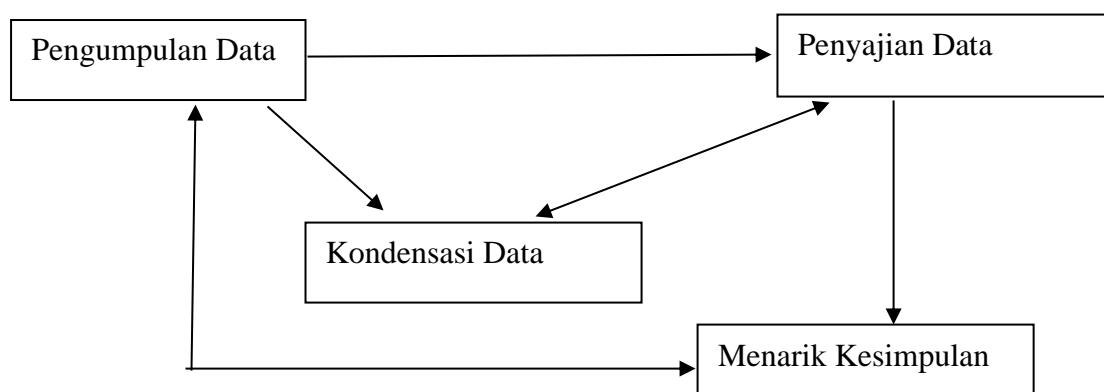 Pengumpulan Data
Penyajian Data
Kondensasi Data
Menarik Kesimpulan